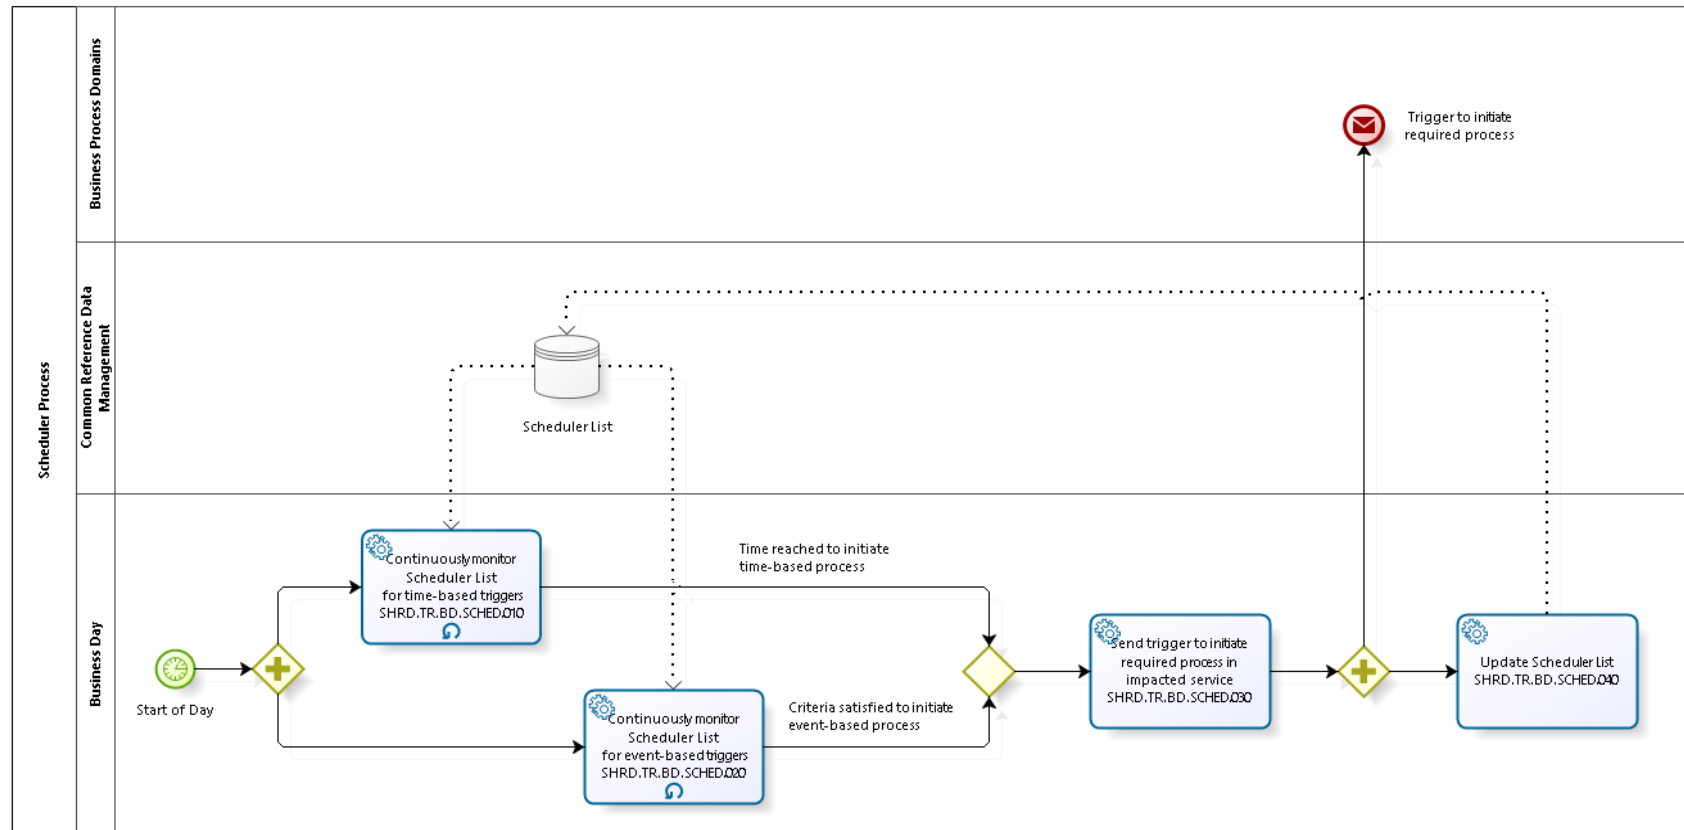 Scheduler Process
Business Process Domains
Trigger to initiate
required process
Common Reference Data
Management
Scheduler List
Business Day
Start of Day
Continuously monitor
Scheduler List
for time-based triggers
SHRD.TR.BD.SCHED.010
Time reached to initiate
time-based process
Continuously monitor
Scheduler List
for event-based triggers
SHRD.TR.BD.SCHED.020
Criteria satisfied to initiate
event-based process
Send trigger to initiate
required process in
impacted service
SHRD.TR.BD.SCHED.030
Update Scheduler List
SHRD.TR.BD.SCHED.040